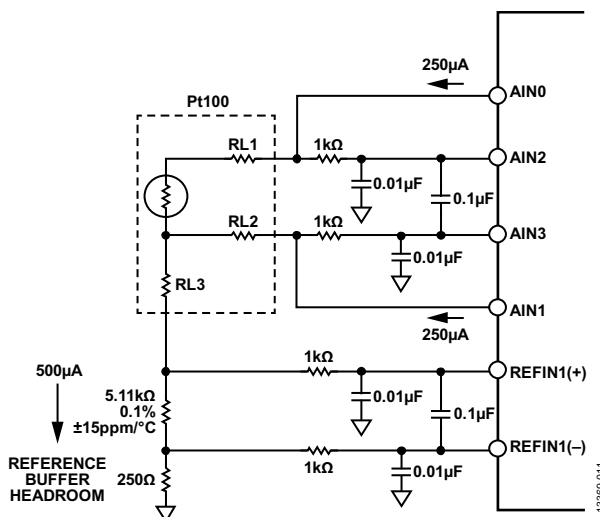 250µA
AIN0
Pt100
RL1
1kΩ
AIN2
0.01µF
0.1µF
RL2
1kΩ
AIN3
0.01µF
RL3
AIN1
250µA
500µA
1kΩ
REFIN1(+)
5.11kΩ
0.1%
±15ppm/°C
0.01µF
0.1µF
REFERENCE
BUFFER
HEADROOM
250Ω
1kΩ
REFIN1(–)
0.01µF